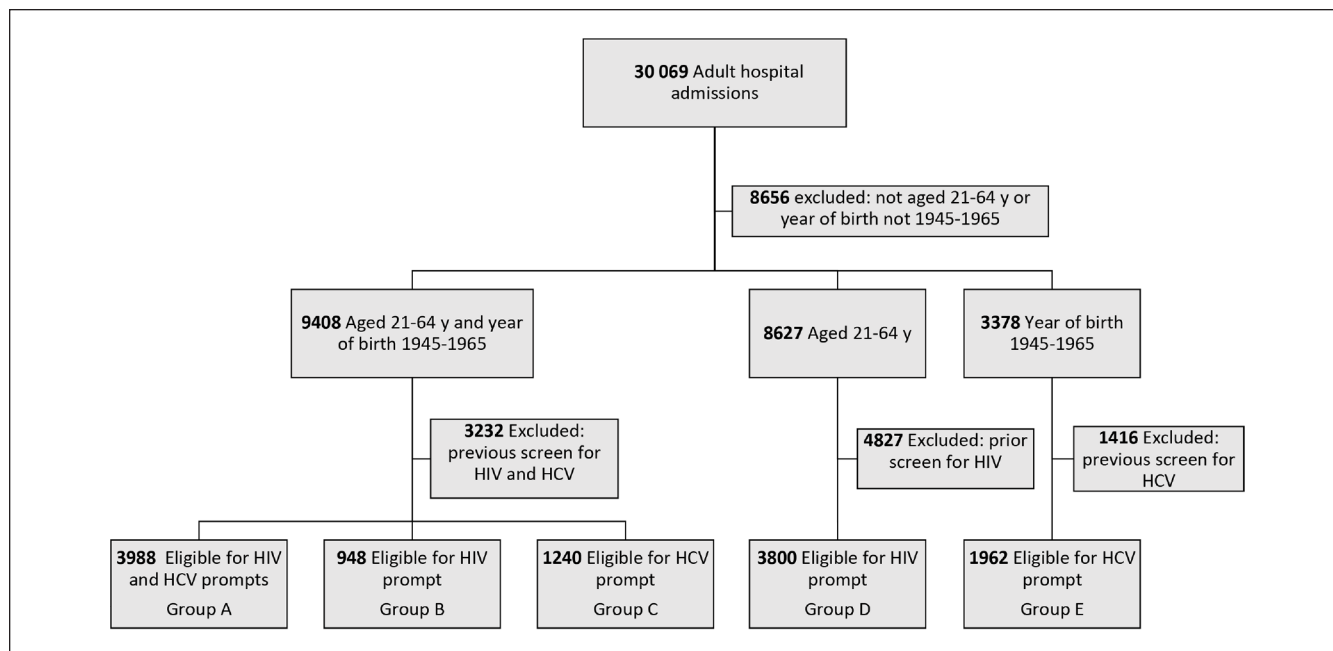 30 069 Adult hospital
admissions
8656 excluded: not aged 21-64 y or
year of birth not 1945-1965
9408 Aged 21-64 y and year
of birth 1945-1965
8627 Aged 21-64 y
3378 Year of birth
1945-1965
3232 Excluded:
previous screen for
HIV and HCV
4827 Excluded: prior
screen for HIV
1416 Excluded:
previous screen for
HCV
3988 Eligible for HIV
and HCV prompts
Group A
948 Eligible for HIV
prompt
Group B
1240 Eligible for HCV
prompt
Group C
3800 Eligible for HIV
prompt
Group D
1962 Eligible for HCV
prompt
Group E